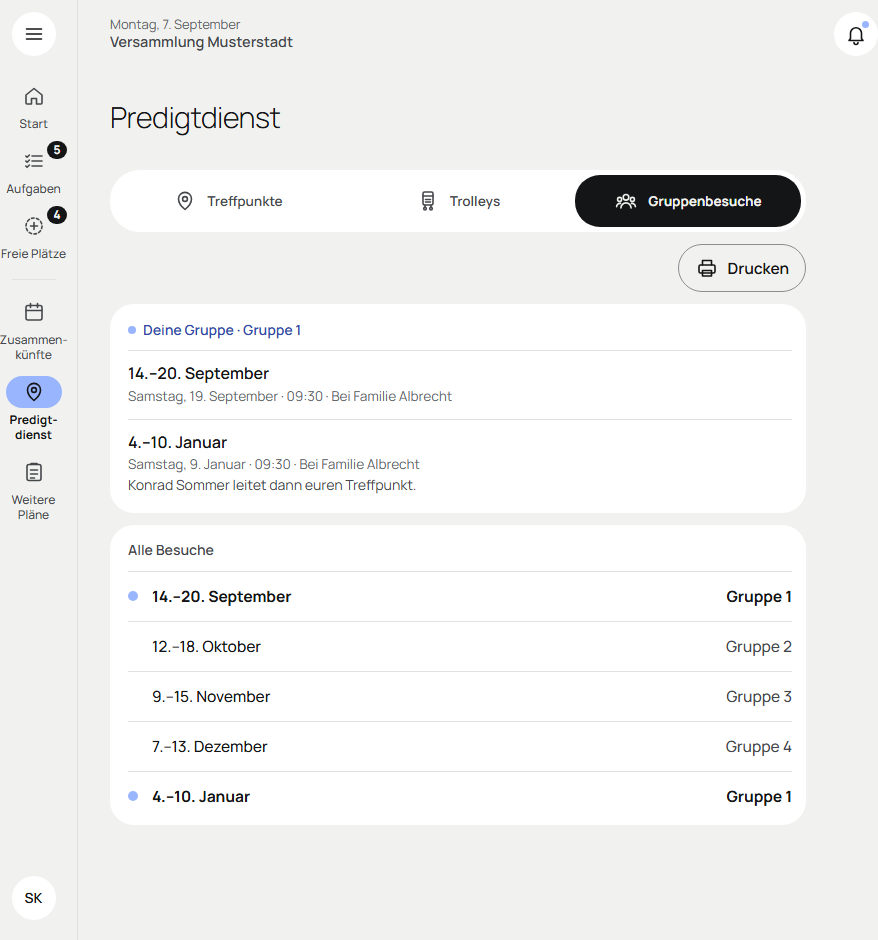 Montag, 7. September
Versammlung Musterstadt
Start
5
Aufgaben
4
Freie Plätze
Zusammen-
künfte
Predigt-
dienst
Weitere
Pläne
SK
Predigtdienst
Treffpunkte
Trolleys
Gruppenbesuche
Drucken
Deine Gruppe · Gruppe 1
14.–20. September
Samstag, 19. September · 09:30 · Bei Familie Albrecht
4.–10. Januar
Samstag, 9. Januar · 09:30 · Bei Familie Albrecht
Konrad Sommer leitet dann euren Treffpunkt.
Alle Besuche
14.–20. September Gruppe 1
12.–18. Oktober Gruppe 2
9.–15. November Gruppe 3
7.–13. Dezember Gruppe 4
4.–10. Januar Gruppe 1